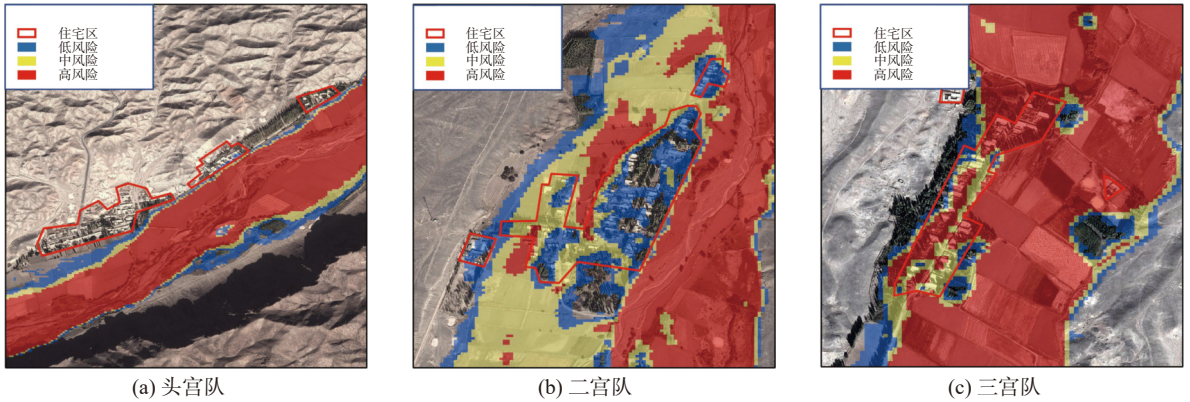 住宅区
低风险
中风险
高风险
住宅区
低风险
中风险
高风险
住宅区
低风险
中风险
高风险
(a) 头宫队
(b) 二宫队
(c) 三宫队